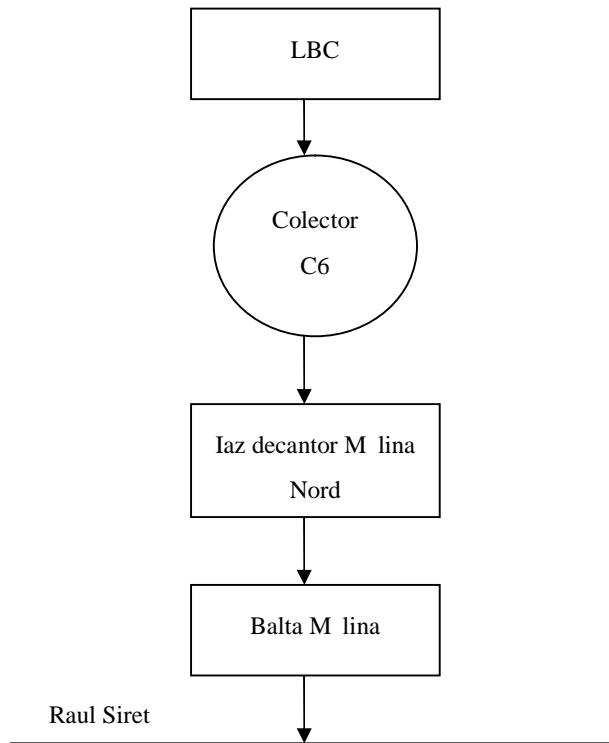 LBC
Colector
C6
Iaz decantor M lina
Nord
Balta M lina
Raul Siret